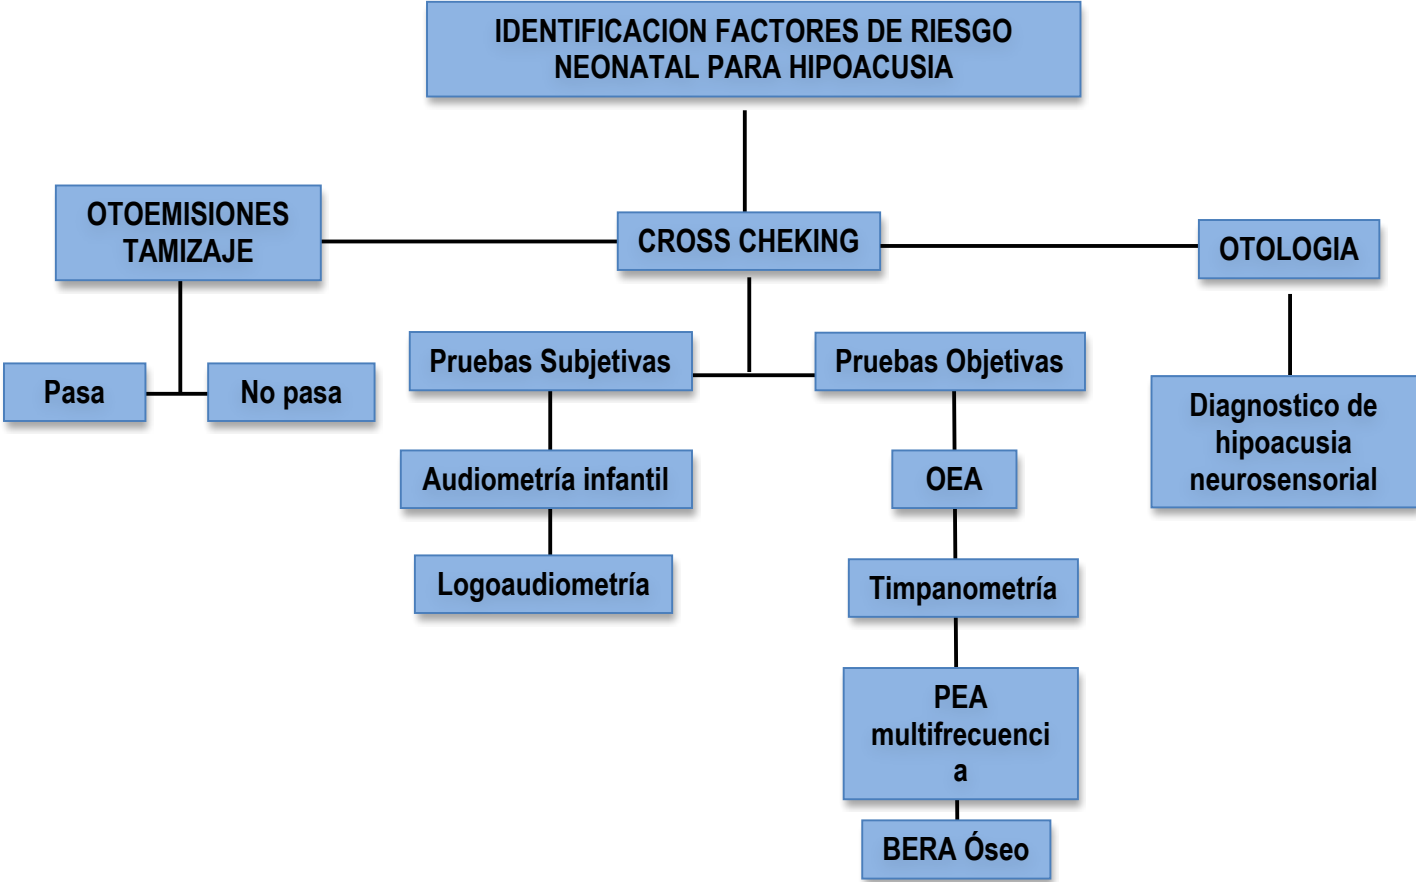 IDENTIFICACION FACTORES DE RIESGO
NEONATAL PARA HIPOACUSIA
OTOEMISIONES
TAMIZAJE
CROSS CHEKING
OTOLOGIA
Pasa
No pasa
Pruebas Subjetivas
Pruebas Objetivas
Audiometría infantil
Logoaudiometría
OEA
Timpanometría
PEA
multifrecuenci
a
BERA Óseo
Diagnostico de
hipoacusia
neurosensorial